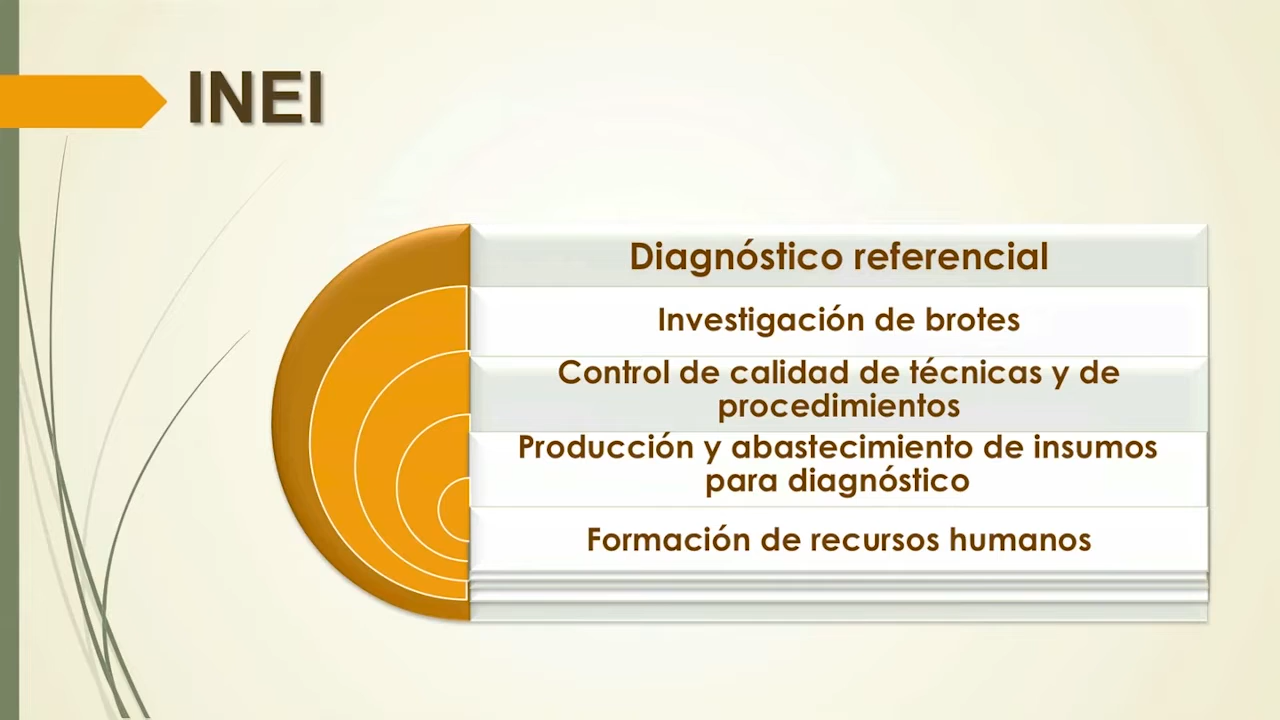 INEI
Diagnóstico referencial
Investigación de brotes
Control de calidad de técnicas y de
procedimientos
Producción y abastecimiento de insumos
para diagnóstico
Formación de recursos humanos